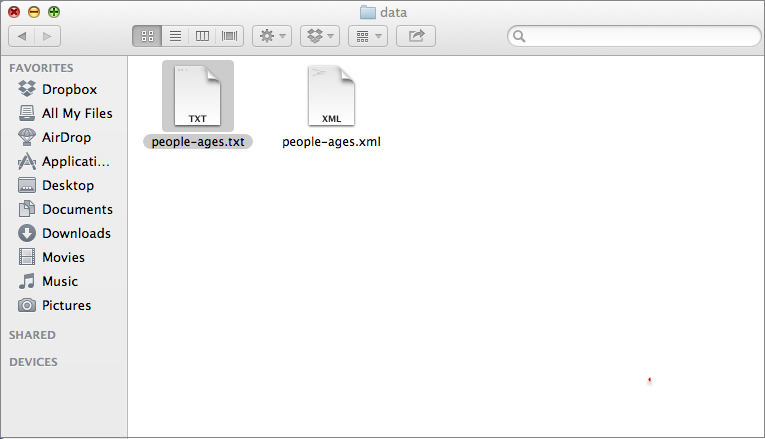 data
FAVORITES
Dropbox
All My Files
AirDrop
Applicati...
Desktop
Documents
Downloads
Movies
Music
Pictures
SHARED
DEVICES
TXT
XML
people-ages.txt
people-ages.xml